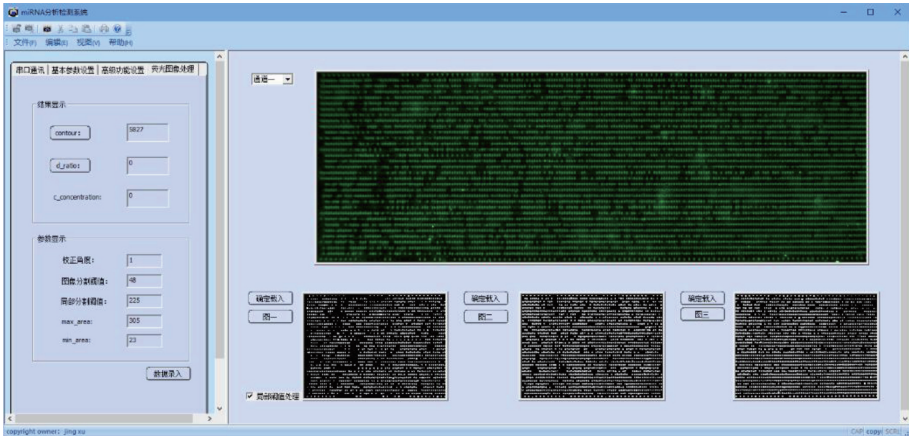 miRNA分析检测系统
文件(F) 编辑(E) 视图(V) 帮助(H)
串口通讯 基本参数设置 高级功能设置 荧光图像处理
结果显示
contour: 5827
d_ratio: 0
c_concentration: 0
参数显示
校正角度: 1
图像分割阈值: 48
局部分割阈值: 225
max_area: 305
min_area: 23
数据录入
通道一
确定载入
图一
局部阈值处理
确定载入
图二
确定载入
图三
copyright owner: jing xu
CAP copy SCRL